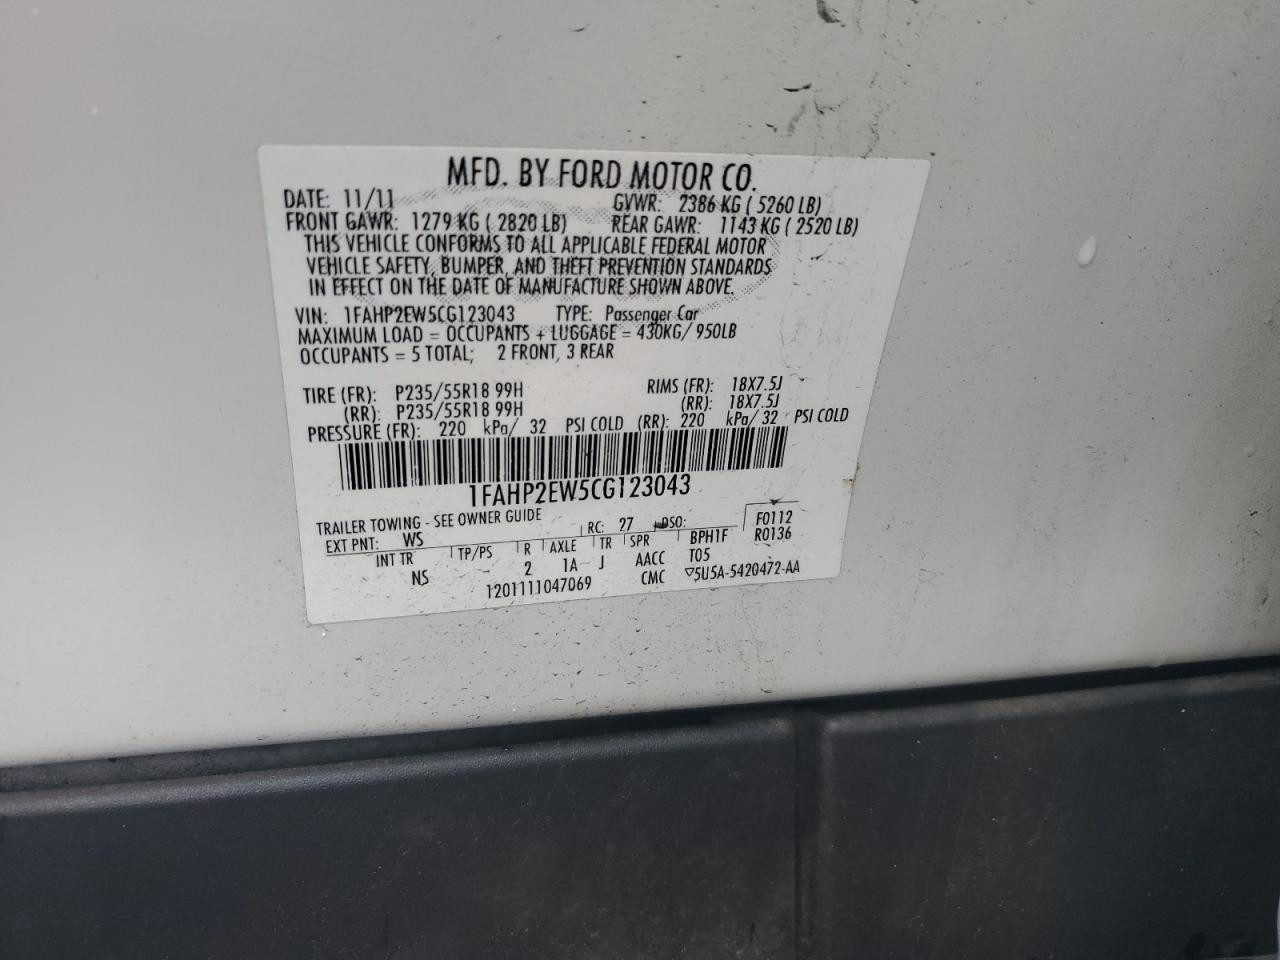 MFD. BY FORD MOTOR CO.
DATE: 11/11 GVWR: 2386 KG ( 5260 LB)
FRONT GAWR: 1279 KG ( 2820 LB) REAR GAWR: 1143 KG ( 2520 LB)
THIS VEHICLE CONFORMS TO ALL APPLICABLE FEDERAL MOTOR
VEHICLE SAFETY, BUMPER, AND THEFT PREVENTION STANDARDS
IN EFFECT ON THE DATE OF MANUFACTURE SHOWN ABOVE.
VIN: 1FAHP2EW5CG123043 TYPE: Passenger Car
MAXIMUM LOAD = OCCUPANTS + LUGGAGE = 430KG/ 950LB
OCCUPANTS = 5 TOTAL; 2 FRONT, 3 REAR
TIRE (FR): P235/55R18 99H RIMS (FR): 18X7.5J
(RR): P235/55R18 99H (RR): 18X7.5J
PRESSURE (FR): 220 kPa/ 32 PSI COLD (RR): 220 kPa/ 32 PSI COLD
1FAHP2EW5CG123043
TRAILER TOWING - SEE OWNER GUIDE
EXT PNT: WS RC: 27 DSO: F0112
INT TR TP/PS R AXLE TR SPR BPH1F R0136
NS - 2 1A J AACC T05
1201111047069 CMC ▽5U5A-5420472-AA